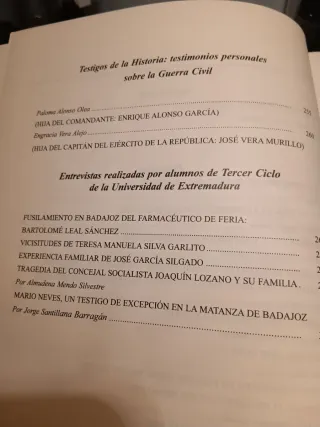 Testigos de la Historia: testimonios personales
sobre la Guerra Civil
Paloma Alonso Olea
(HIJA DEL COMANDANTE: ENRIQUE ALONSO GARCÍA)
Engracia Vera Alejo
(HIJA DEL CAPITÁN DEL EJÉRCITO DE LA REPÚBLICA: JOSÉ VERA MURILLO)
Entrevistas realizadas por alumnos de Tercer Ciclo
de la Universidad de Extremadura
FUSILAMIENTO EN BADAJOZ DEL FARMACÉUTICO DE FERIA:
BARTOLOMÉ LEAL SÁNCHEZ
VICISITUDES DE TERESA MANUELA SILVA GARLITO
EXPERIENCIA FAMILIAR DE JOSÉ GARCÍA SILGADO
TRAGEDIA DEL CONCEJAL SOCIALISTA JOAQUÍN LOZANO Y SU FAMILIA.
Por Almudena Mendo Silvestre
MARIO NEVES, UN TESTIGO DE EXCEPCIÓN EN LA MATANZA DE BADAJOZ
Por Jorge Santillana Barragán